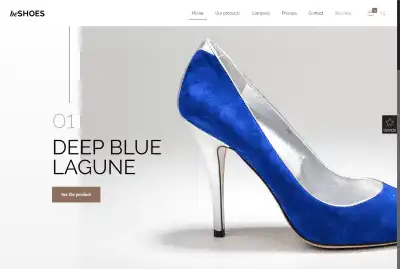 beSHOES
Home Our products Company Process Contact Buy now
01
DEEP BLUE
LAGUNE
See the product